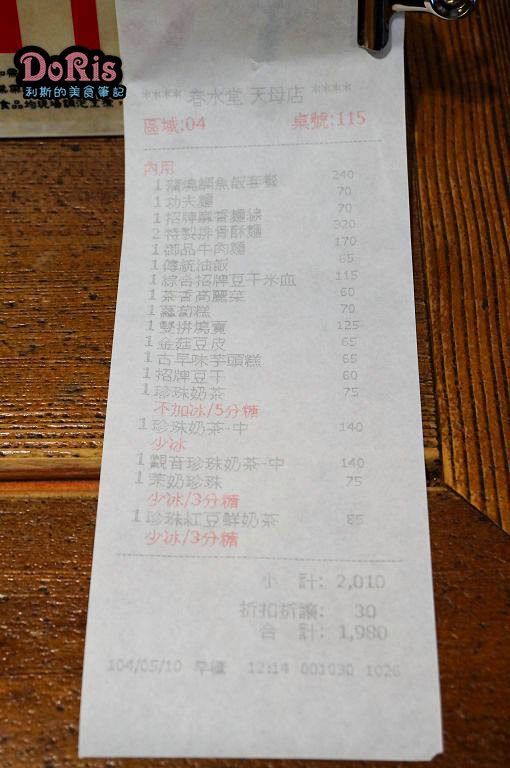 DoRis
利斯的美食筆記
**** 春水堂 天母店 ****
區域:04 桌號:115
內用
1 蒲燒鯛魚飯套餐 240
1 功夫麵 70
1 招牌麻香麵線 70
2 特製排骨酥麵 320
1 御品牛肉麵 170
1 傳統油飯 65
1 綜合招牌豆干米血 115
1 茶香高麗菜 60
1 蘿蔔糕 70
1 雙拼燒賣 125
1 金菇豆皮 65
1 古早味芋頭糕 65
1 招牌豆干 60
1 珍珠奶茶 75
不加冰/5分糖
1 珍珠奶茶-中 140
少冰
1 觀音珍珠奶茶-中 140
1 茉奶珍珠 75
少冰/3分糖
1 珍珠紅豆鮮奶茶 85
少冰/3分糖
小 計: 2,010
折扣折讓: 30
合 計: 1,980
104/05/10 早櫃 12:14 001030 1026